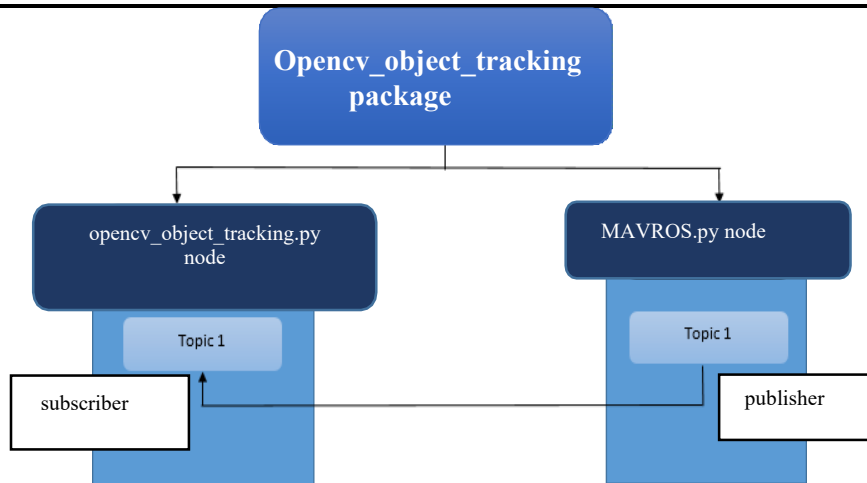 Opencv_object_tracking
package
opencv_object_tracking.py
node
MAVROS.py node
Topic 1
Topic 1
subscriber
publisher